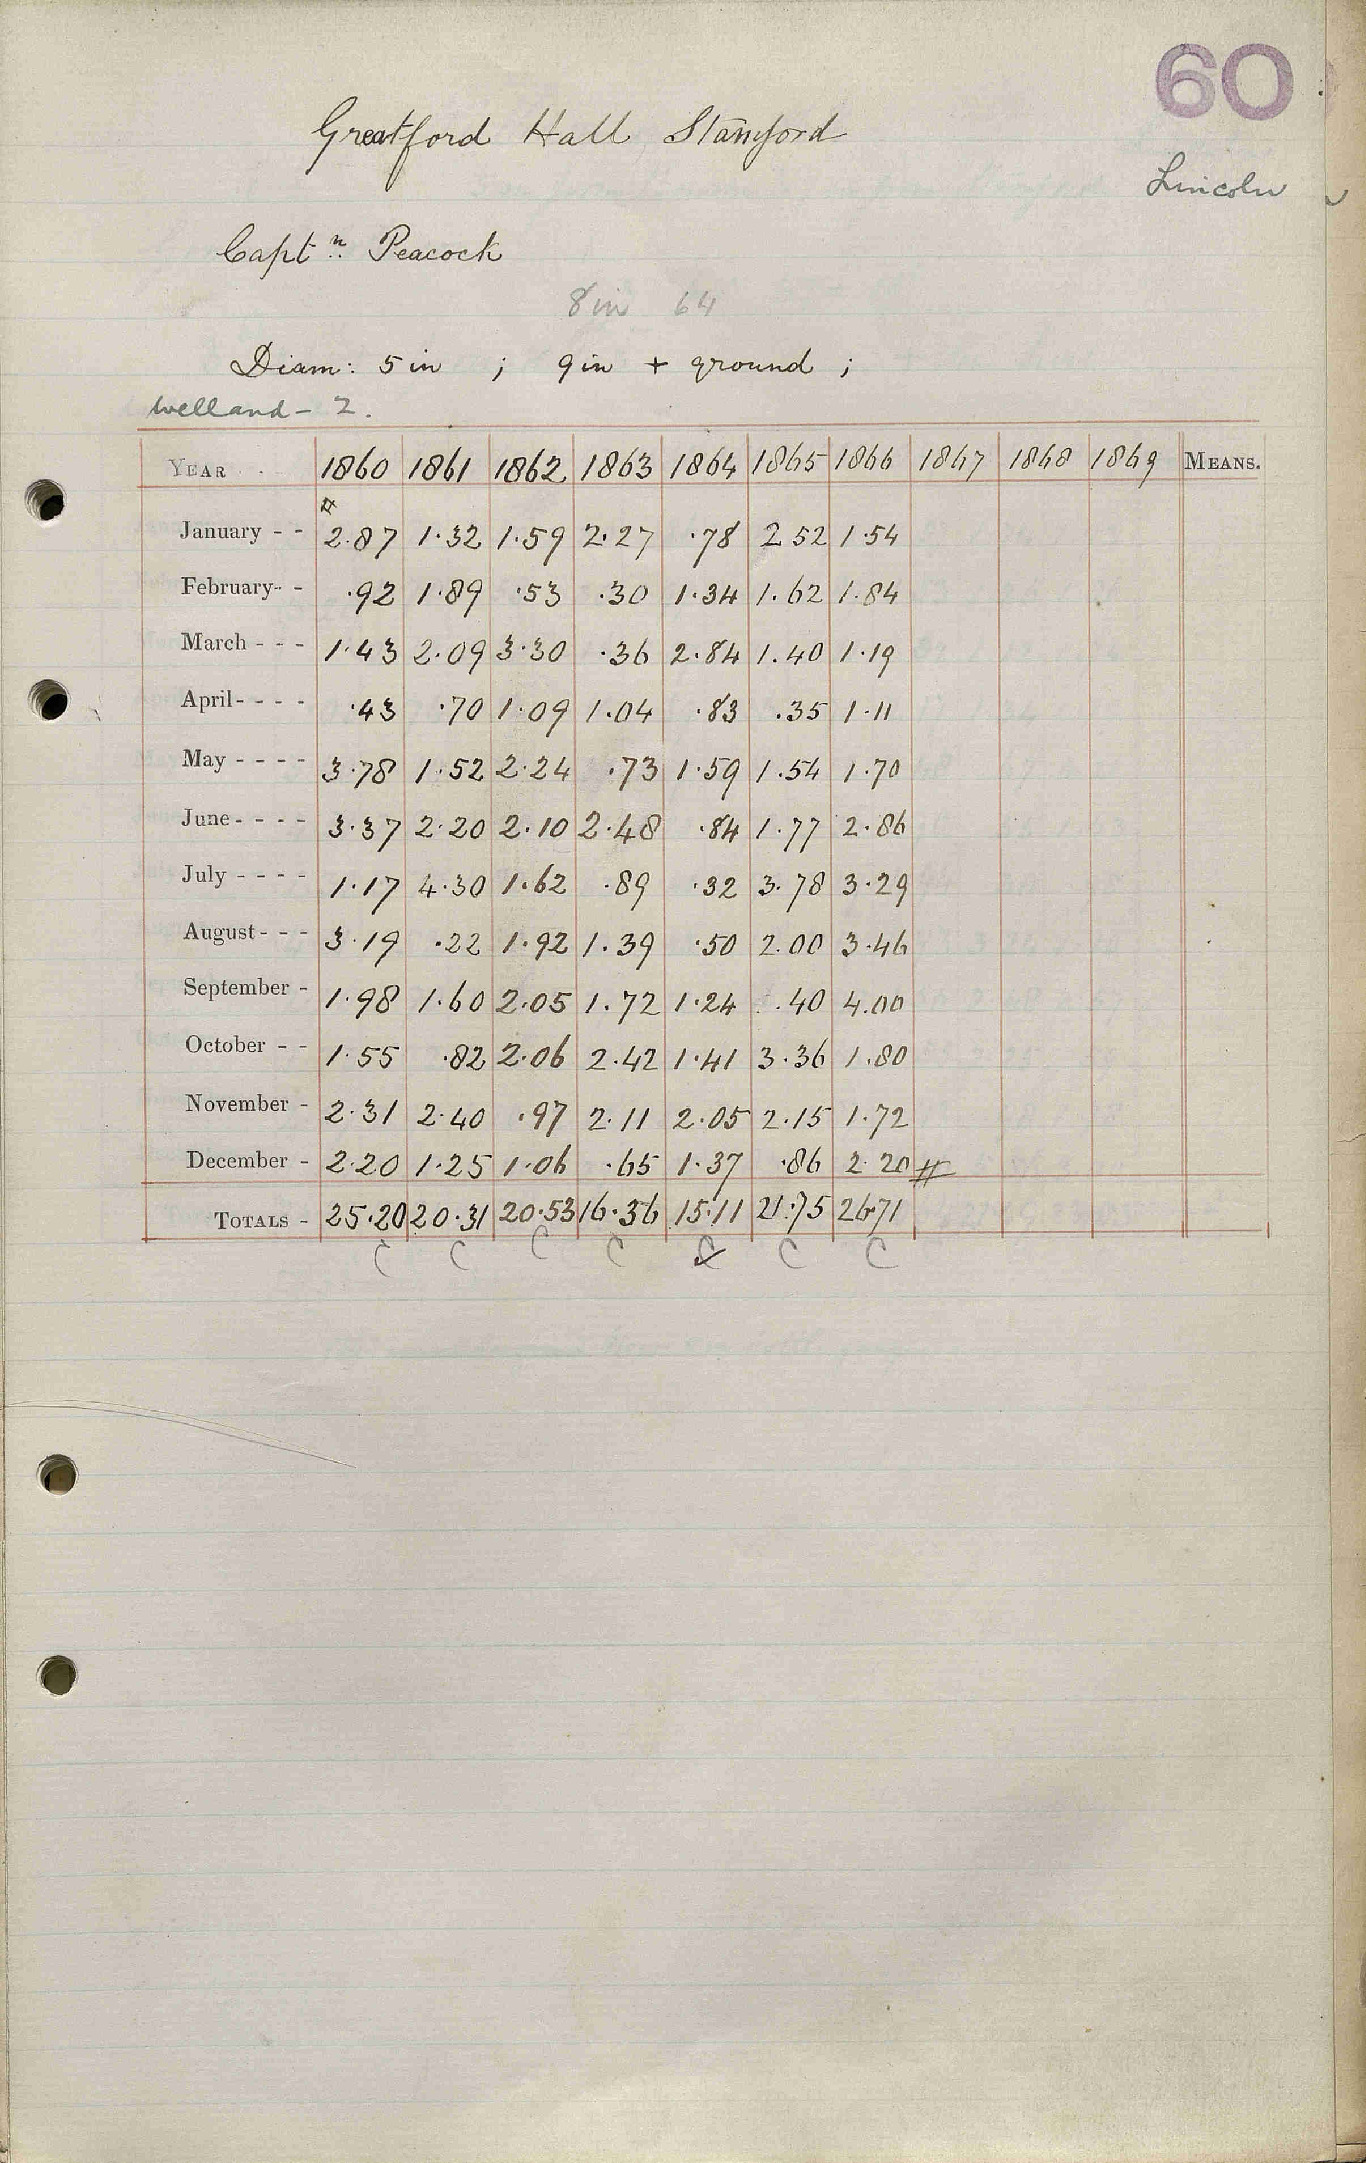 60
Greatford Hall Stamford
Lincoln
Captn. Peacock
8in 64
Diam: 5in ; 9in + ground ;
Welland - 2.
YEAR 1860 1861 1862 1863 1864 1865 1866 1867 1868 1869 MEANS.
January - - 2.87 1.32 1.59 2.27 .78 2 52 1.54
February - - .92 1.89 .53 .30 1.34 1.62 1.84
March - - - 1.43 2.09 3.30 .36 2.84 1.40 1.19
April - - - - .43 .70 1.09 1.04 .83 .35 1.11
May - - - - 3.78 1.52 2.24 .73 1.59 1.54 1.70
June - - - - 3.37 2.20 2.10 2.48 .84 1.77 2.86
July - - - - 1.17 4.30 1.62 .89 .32 3.78 3.29
August - - - 3.19 .22 1.92 1.39 .50 2.00 3.46
September - 1.98 1.60 2.05 1.72 1.24 .40 4.00
October - - 1.55 .82 2.06 2.42 1.41 3.36 1.80
November - 2.31 2.40 .97 2.11 2.05 2.15 1.72
December - 2.20 1.25 1.06 .65 1.37 .86 2.20 #
TOTALS - 25.20 20.31 20.53 16.36 15.11 21.75 26.71
C C C C C C C